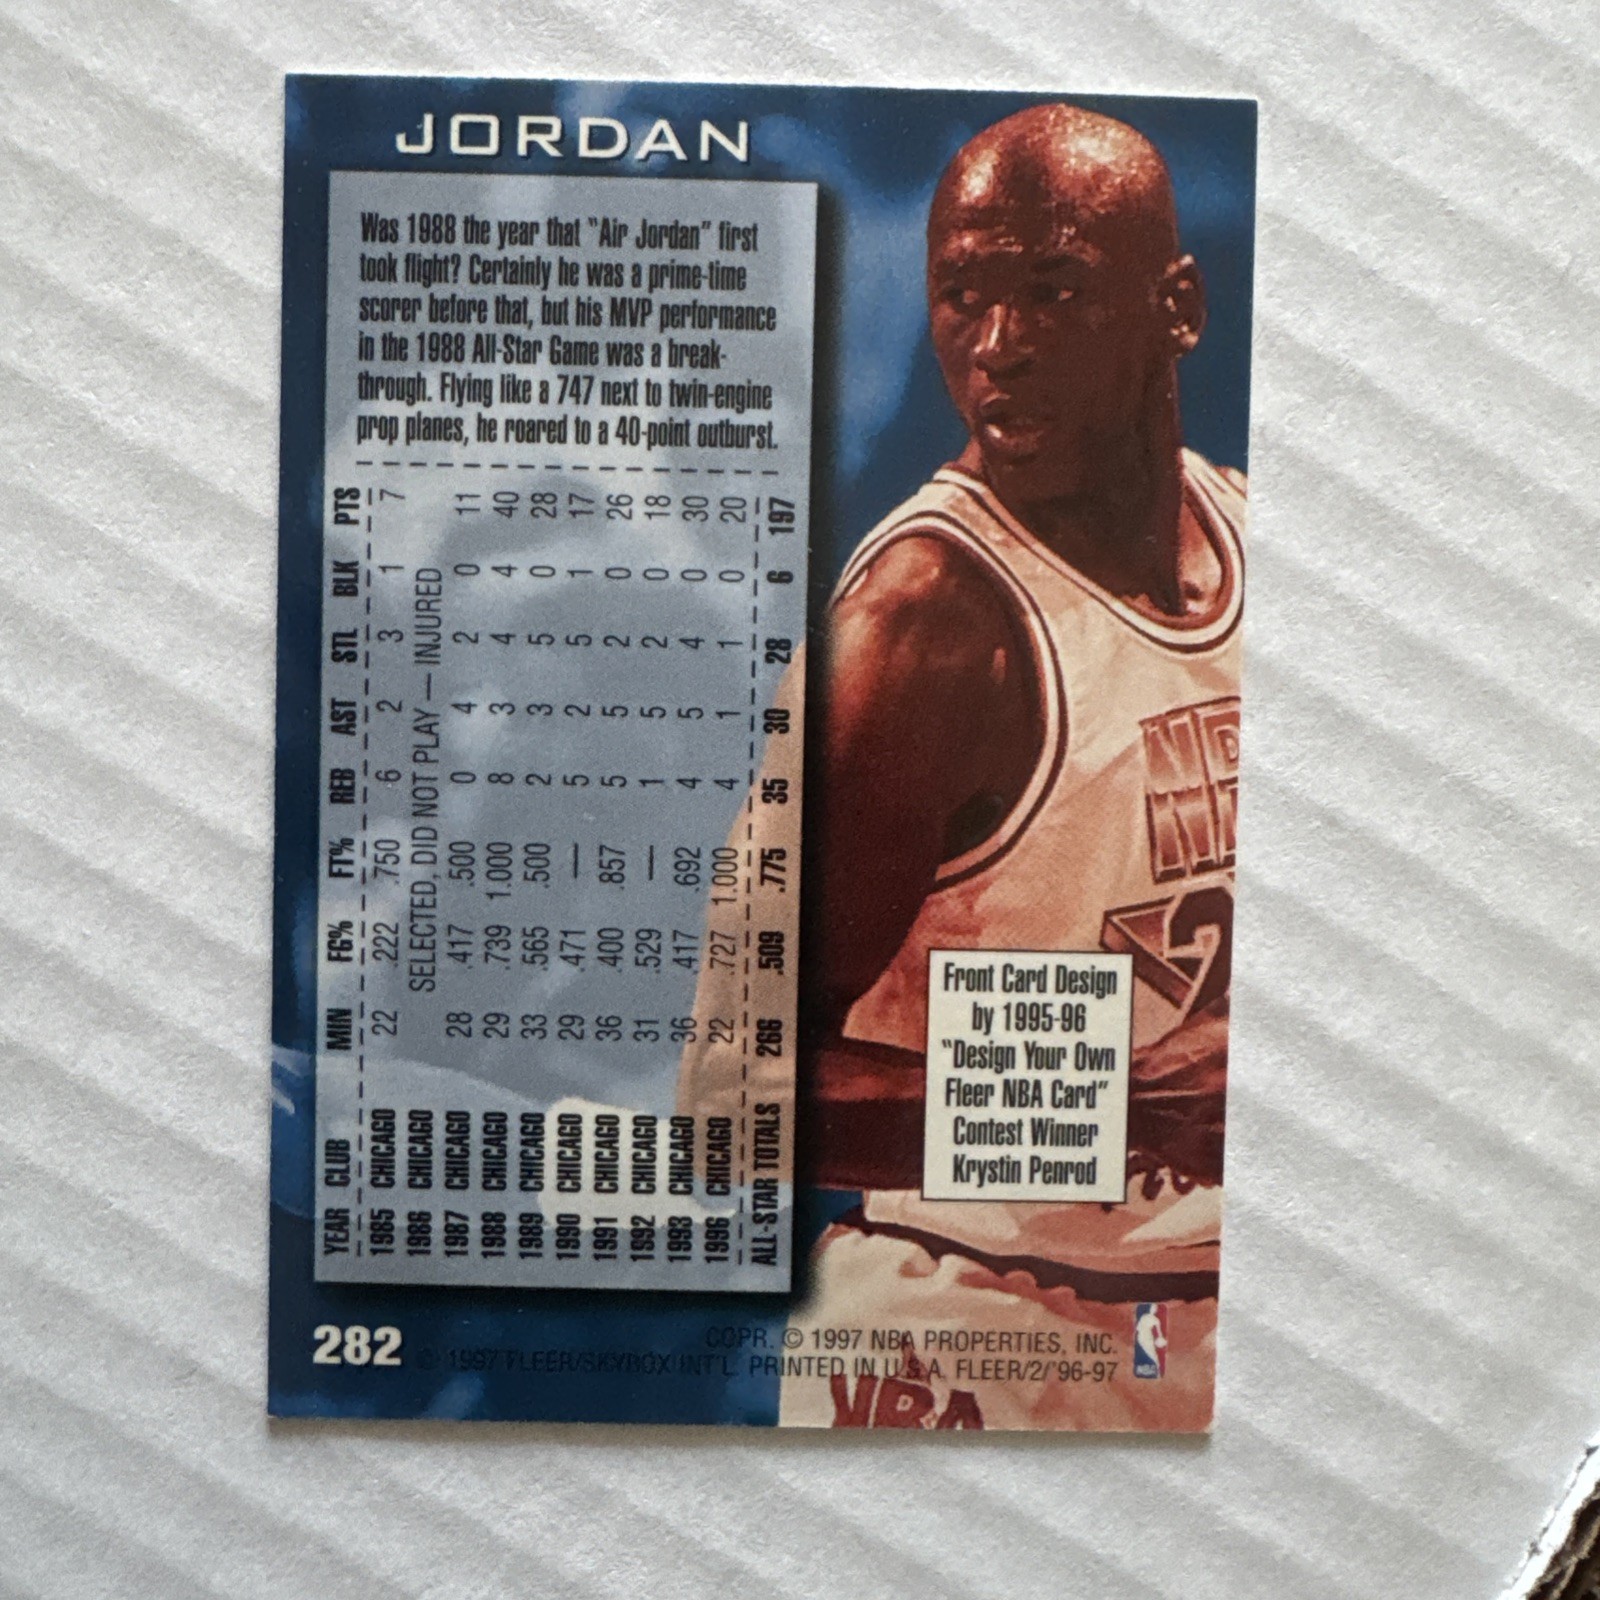 JORDAN
Was 1988 the year that "Air Jordan" first
took flight? Certainly he was a prime-time
scorer before that, but his MVP performance
in the 1988 All-Star Game was a break-
through. Flying like a 747 next to twin-engine
prop planes, he roared to a 40-point outburst.
YEAR CLUB MIN FG% FT% REB AST STL BLK PTS
1985 CHICAGO 22 .222 .750 6 2 3 1 7
1986 CHICAGO SELECTED, DID NOT PLAY — INJURED
1987 CHICAGO 28 .417 .500 0 4 2 0 11
1988 CHICAGO 29 .739 1.000 8 3 4 4 40
1989 CHICAGO 33 .565 .500 2 3 5 0 28
1990 CHICAGO 29 .471 — 5 2 5 1 17
1991 CHICAGO 36 .400 .857 5 5 2 0 26
1992 CHICAGO 31 .529 — 1 5 2 0 18
1993 CHICAGO 36 .417 .692 4 5 4 0 30
1996 CHICAGO 22 .727 1.000 4 1 1 0 20
ALL-STAR TOTALS 266 .509 .775 35 30 28 6 197
Front Card Design
by 1995-96
"Design Your Own
Fleer NBA Card"
Contest Winner
Krystin Penrod
282
COPR. © 1997 NBA PROPERTIES, INC.
© 1997 FLEER/SKYBOX INT'L. PRINTED IN U.S.A. FLEER/2/'96-97
NBA